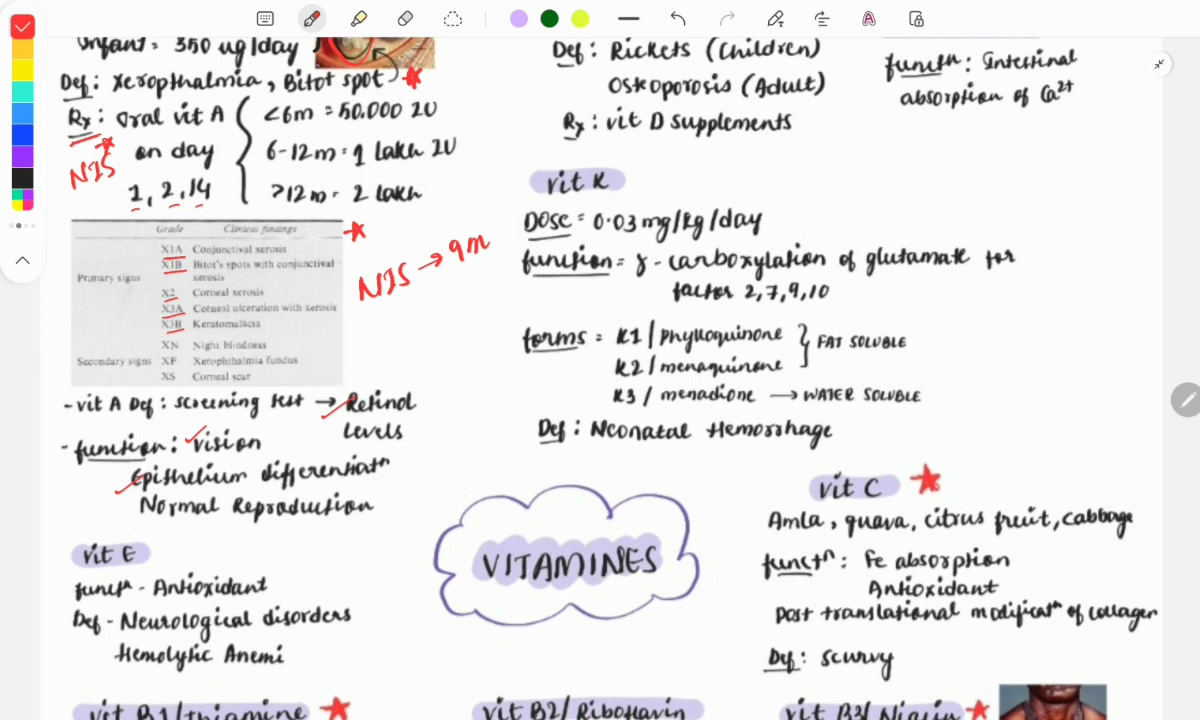 Infant = 350 ug/day
Def: Xeropthalmia, Bitot spot
Rx: Oral vit A
on day
1, 2, 14
<6m = 50,000 IU
6-12m = 1 Lakh IU
>12m = 2 Lakh
NIS
Grade Clinical findings
Primary signs
X1A Conjunctival xerosis
X1B Bitot's spots with conjunctival
xerosis
X2 Corneal xerosis
X3A Corneal ulceration with xerosis
X3B Keratomalacia
Secondary signs
XN Night blindness
XF Xerophthalmia fundus
XS Corneal scar
NIS → 9m
- vit A Def: screening test → Retinol
Levels
- function: vision
Epithelium differentiatn
Normal Reproduction
vit E
functn - Antioxidant
Def - Neurological disorders
Hemolytic Anemi
Def: Rickets (Children)
Osteoporosis (Adult)
Rx: vit D supplements
functn: Intestinal
absorption of Ca2+
vit K
Dose = 0.03 mg/kg/day
function = γ - carboxylation of glutamate for
factor 2,7,9,10
forms = K1 / Phylloquinone
K2 / menaquinone
FAT SOLUBLE
K3 / menadione → WATER SOLUBLE
Def: Neonatal Hemorrhage
VITAMINES
vit C
Amla, guava, citrus fruit, cabbage
functn: Fe absorption
Antioxidant
Post translational modificatn of collagen
Def: scurvy
vit B1/Thiamine
vit B2/Riboflavin
vit B3/Niacin